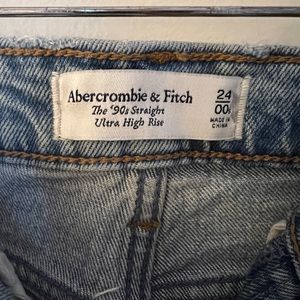 Abercrombie & Fitch
The '90s Straight
Ultra High Rise
24
00
MADE IN
CHINA